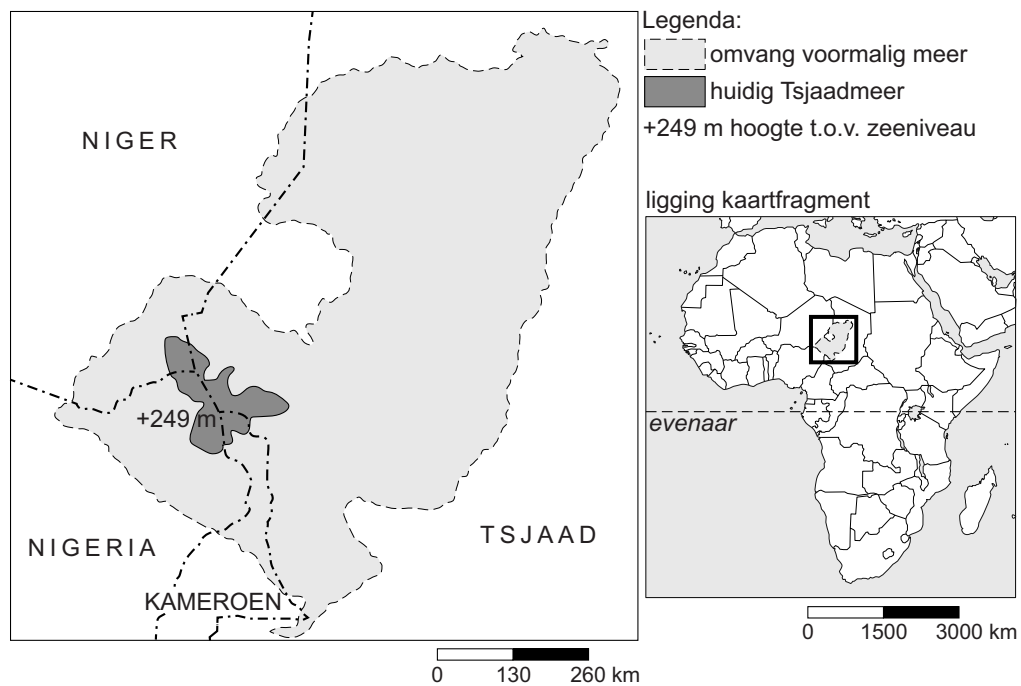 Legenda:
omvang voormalig meer
huidig Tsjaadmeer
+249 m hoogte t.o.v. zeeniveau
NIGER
+249 m
NIGERIA
TSJAAD
KAMEROEN
0 130 260 km
ligging kaartfragment
evenaar
0 1500 3000 km